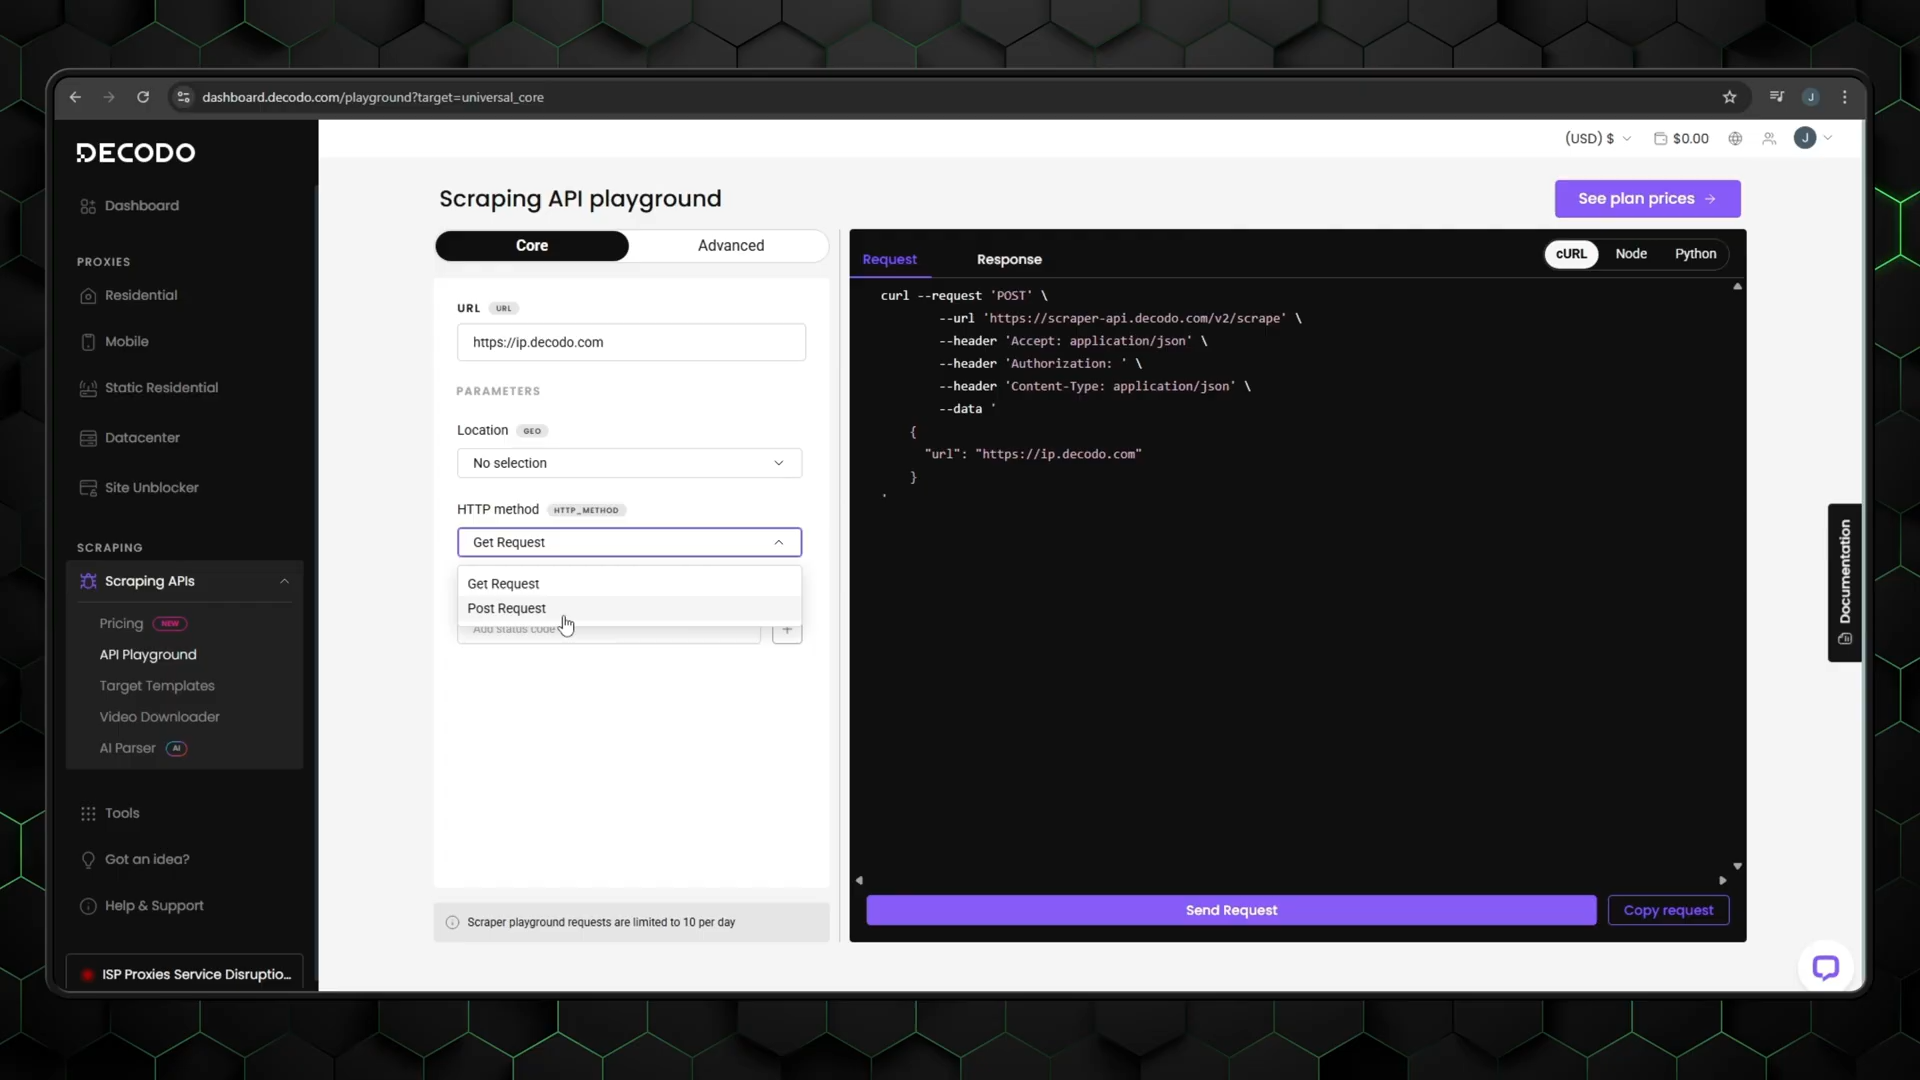 dashboard.decodo.com/playground?target=universal_core
J
DECODO
Dashboard
PROXIES
Residential
Mobile
Static Residential
Datacenter
Site Unblocker
SCRAPING
Scraping APIs
Pricing NEW
API Playground
Target Templates
Video Downloader
AI Parser AI
Tools
Got an idea?
Help & Support
ISP Proxies Service Disruptio...
(USD) $
$0.00
J
Scraping API playground
See plan prices →
Core
Advanced
URL URL
https://ip.decodo.com
PARAMETERS
Location GEO
No selection
HTTP method HTTP_METHOD
Get Request
Get Request
Post Request
Add status code
+
Scraper playground requests are limited to 10 per day
Request
Response
cURL
Node
Python
curl --request 'POST' \
--url 'https://scraper-api.decodo.com/v2/scrape' \
--header 'Accept: application/json' \
--header 'Authorization: ' \
--header 'Content-Type: application/json' \
--data '
{
"url": "https://ip.decodo.com"
}
'
Send Request
Copy request
Documentation